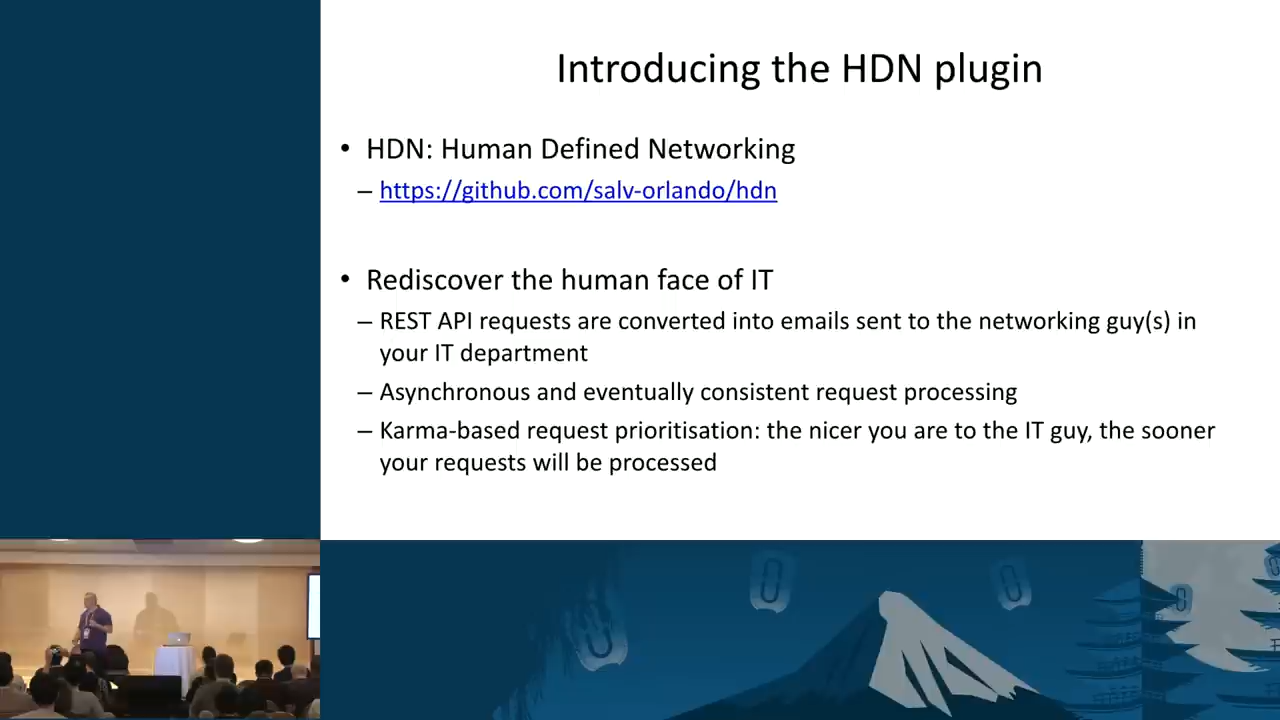 Introducing the HDN plugin
• HDN: Human Defined Networking
– https://github.com/salv-orlando/hdn
• Rediscover the human face of IT
– REST API requests are converted into emails sent to the networking guy(s) in
your IT department
– Asynchronous and eventually consistent request processing
– Karma-based request prioritisation: the nicer you are to the IT guy, the sooner
your requests will be processed